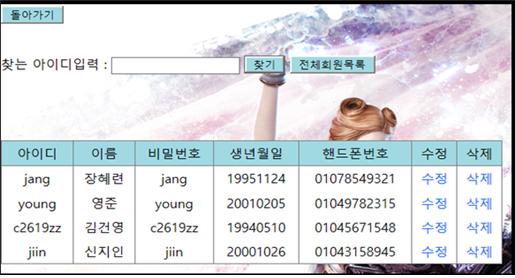 돌아가기
찾는 아이디입력 : 찾기 전체회원목록
아이디 이름 비밀번호 생년월일 핸드폰번호 수정 삭제
jang 장혜련 jang 19951124 01078549321 수정 삭제
young 영준 young 20010205 01049782315 수정 삭제
c2619zz 김건영 c2619zz 19940510 01045671548 수정 삭제
jiin 신지인 jiin 20001026 01043158945 수정 삭제